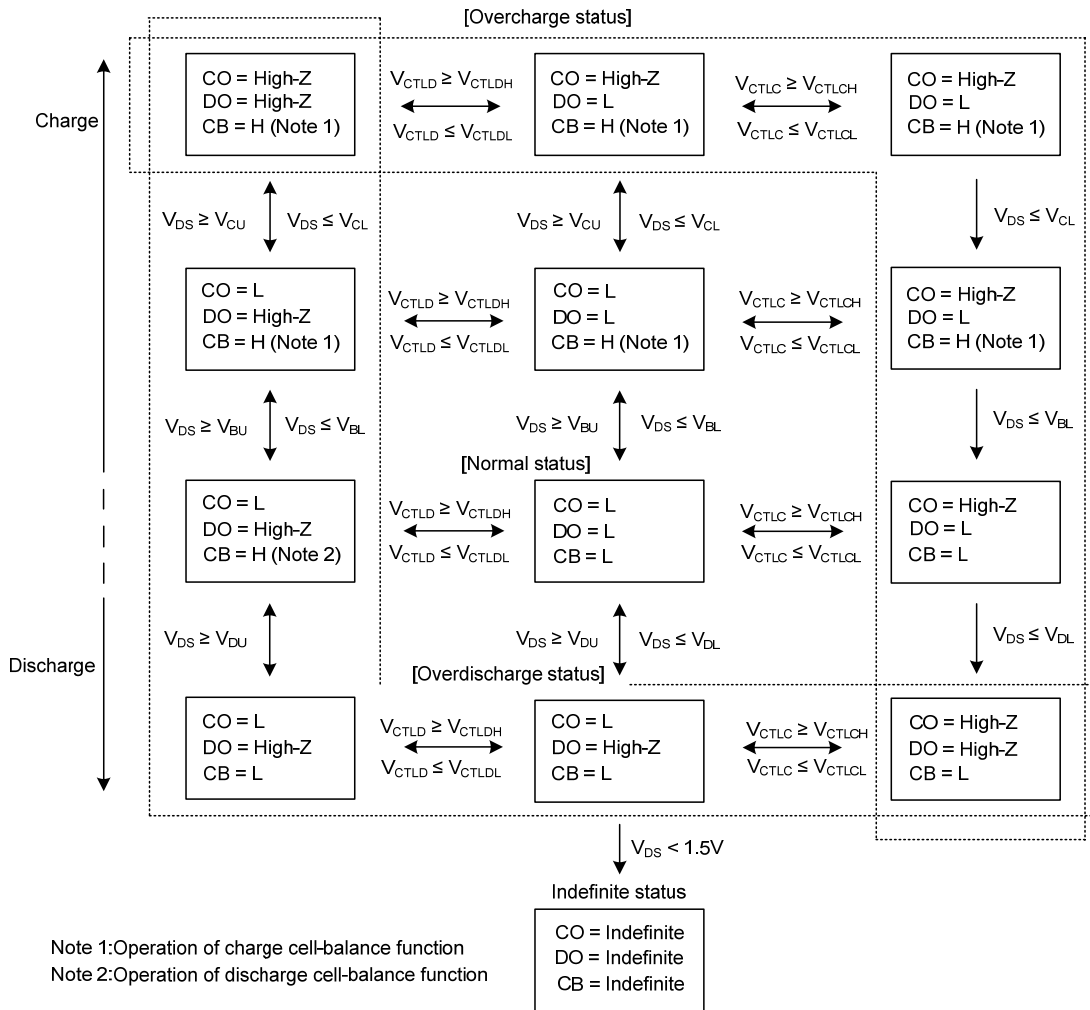 [Overcharge status]
Charge
CO = High-Z
DO = High-Z
CB = H (Note 1)
VCTLD ≥ VCTLDH
VCTLD ≤ VCTLDL
CO = High-Z
DO = L
CB = H (Note 1)
VCTLC ≥ VCTLCH
VCTLC ≤ VCTLCL
CO = High-Z
DO = L
CB = H (Note 1)
VDS ≥ VCU
VDS ≤ VCL
VDS ≥ VCU
VDS ≤ VCL
VDS ≤ VCL
CO = L
DO = High-Z
CB = H (Note 1)
VCTLD ≥ VCTLDH
VCTLD ≤ VCTLDL
CO = L
DO = L
CB = H (Note 1)
VCTLC ≥ VCTLCH
VCTLC ≤ VCTLCL
CO = High-Z
DO = L
CB = H (Note 1)
VDS ≥ VBU
VDS ≤ VBL
VDS ≥ VBU
VDS ≤ VBL
VDS ≤ VBL
[Normal status]
CO = L
DO = High-Z
CB = H (Note 2)
VCTLD ≥ VCTLDH
VCTLD ≤ VCTLDL
CO = L
DO = L
CB = L
VCTLC ≥ VCTLCH
VCTLC ≤ VCTLCL
CO = High-Z
DO = L
CB = L
Discharge
VDS ≥ VDU
VDS ≥ VDU
VDS ≤ VDL
VDS ≤ VDL
[Overdischarge status]
CO = L
DO = High-Z
CB = L
VCTLD ≥ VCTLDH
VCTLD ≤ VCTLDL
CO = L
DO = High-Z
CB = L
VCTLC ≥ VCTLCH
VCTLC ≤ VCTLCL
CO = High-Z
DO = High-Z
CB = L
VDS < 1.5V
Indefinite status
CO = Indefinite
DO = Indefinite
CB = Indefinite
Note 1:Operation of charge cell-balance function
Note 2:Operation of discharge cell-balance function